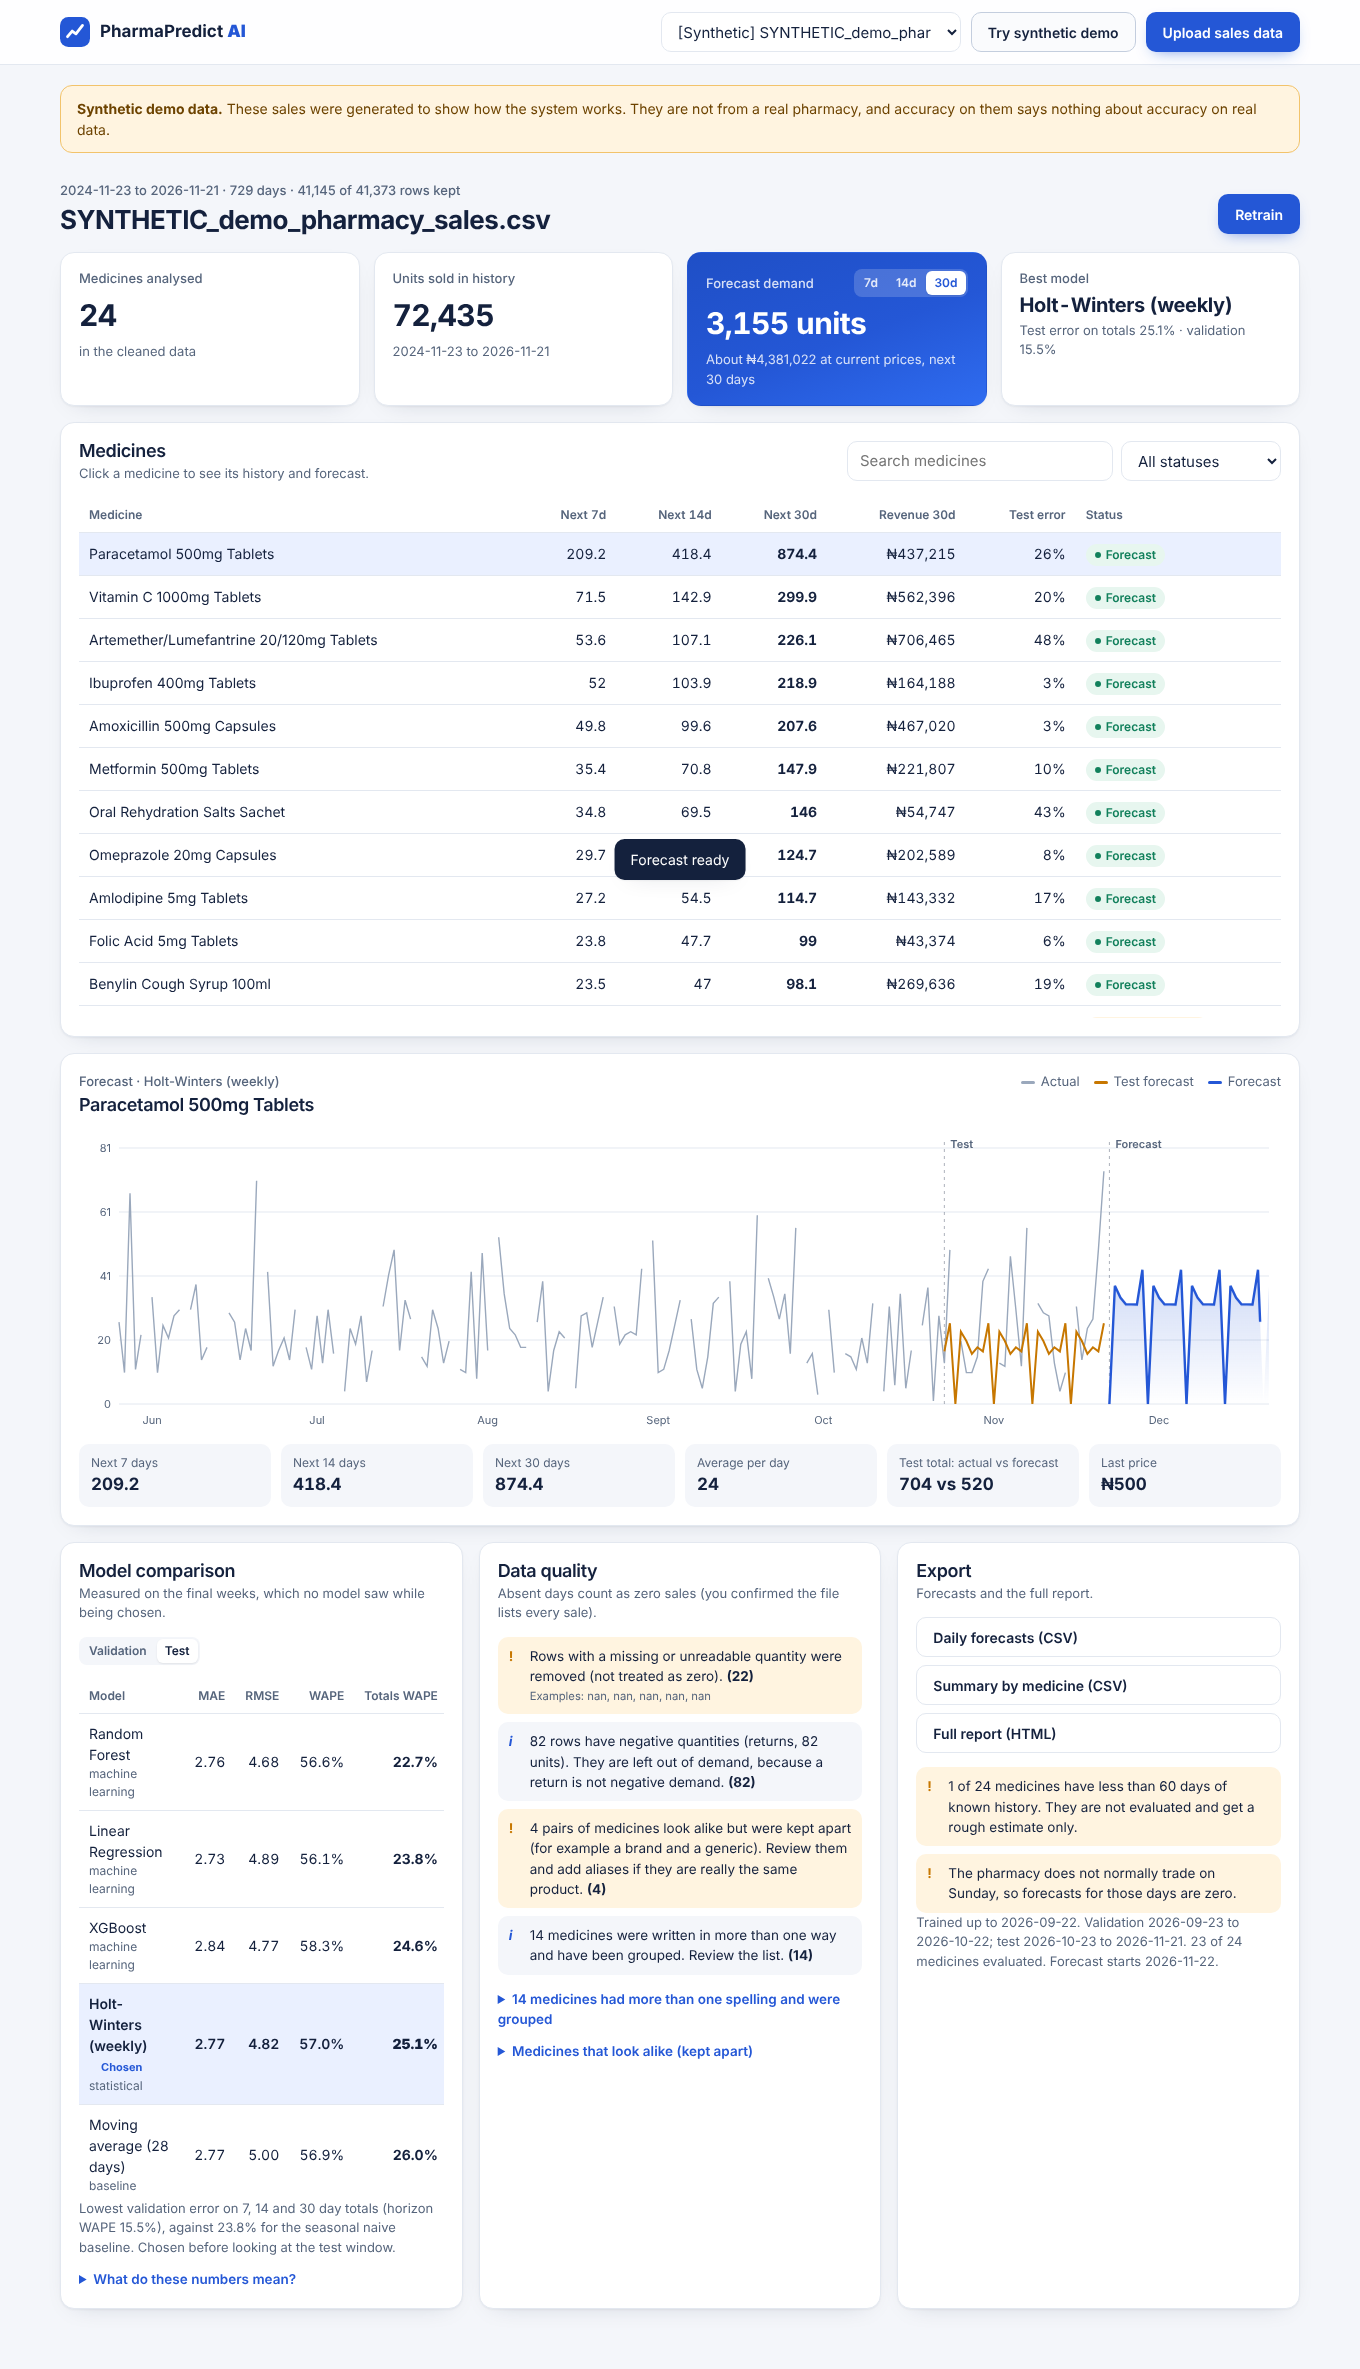 PharmaPredict AI
[Synthetic] SYNTHETIC_demo_phar
Try synthetic demo
Upload sales data
Synthetic demo data. These sales were generated to show how the system works. They are not from a real pharmacy, and accuracy on them says nothing about accuracy on real
data.
2024-11-23 to 2026-11-21 · 729 days · 41,145 of 41,373 rows kept
SYNTHETIC_demo_pharmacy_sales.csv
Retrain
Medicines analysed
24
in the cleaned data
Units sold in history
72,435
2024-11-23 to 2026-11-21
Forecast demand 7d 14d 30d
3,155 units
About ₦4,381,022 at current prices, next
30 days
Best model
Holt-Winters (weekly)
Test error on totals 25.1% · validation
15.5%
Medicines
Click a medicine to see its history and forecast.
Search medicines
All statuses
Medicine Next 7d Next 14d Next 30d Revenue 30d Test error Status
Paracetamol 500mg Tablets 209.2 418.4 874.4 ₦437,215 26% Forecast
Vitamin C 1000mg Tablets 71.5 142.9 299.9 ₦562,396 20% Forecast
Artemether/Lumefantrine 20/120mg Tablets 53.6 107.1 226.1 ₦706,465 48% Forecast
Ibuprofen 400mg Tablets 52 103.9 218.9 ₦164,188 3% Forecast
Amoxicillin 500mg Capsules 49.8 99.6 207.6 ₦467,020 3% Forecast
Metformin 500mg Tablets 35.4 70.8 147.9 ₦221,807 10% Forecast
Oral Rehydration Salts Sachet 34.8 69.5 146 ₦54,747 43% Forecast
Omeprazole 20mg Capsules 29.7 124.7 ₦202,589 8% Forecast
Forecast ready
Amlodipine 5mg Tablets 27.2 54.5 114.7 ₦143,332 17% Forecast
Folic Acid 5mg Tablets 23.8 47.7 99 ₦43,374 6% Forecast
Benylin Cough Syrup 100ml 23.5 47 98.1 ₦269,636 19% Forecast
Forecast · Holt-Winters (weekly)
Paracetamol 500mg Tablets
Actual Test forecast Forecast
81
61
41
20
0
Test
Forecast
Jun Jul Aug Sept Oct Nov Dec
Next 7 days
209.2
Next 14 days
418.4
Next 30 days
874.4
Average per day
24
Test total: actual vs forecast
704 vs 520
Last price
₦500
Model comparison
Measured on the final weeks, which no model saw while
being chosen.
Validation Test
Model MAE RMSE WAPE Totals WAPE
Random
Forest
machine
learning
2.76 4.68 56.6% 22.7%
Linear
Regression
machine
learning
2.73 4.89 56.1% 23.8%
XGBoost
machine
learning
2.84 4.77 58.3% 24.6%
Holt-
Winters
(weekly)
Chosen
statistical
2.77 4.82 57.0% 25.1%
Moving
average (28
days)
baseline
2.77 5.00 56.9% 26.0%
Lowest validation error on 7, 14 and 30 day totals (horizon
WAPE 15.5%), against 23.8% for the seasonal naive
baseline. Chosen before looking at the test window.
What do these numbers mean?
Data quality
Absent days count as zero sales (you confirmed the file
lists every sale).
! Rows with a missing or unreadable quantity were
removed (not treated as zero). (22)
Examples: nan, nan, nan, nan, nan
i 82 rows have negative quantities (returns, 82
units). They are left out of demand, because a
return is not negative demand. (82)
! 4 pairs of medicines look alike but were kept apart
(for example a brand and a generic). Review them
and add aliases if they are really the same
product. (4)
i 14 medicines were written in more than one way
and have been grouped. Review the list. (14)
14 medicines had more than one spelling and were
grouped
Medicines that look alike (kept apart)
Export
Forecasts and the full report.
Daily forecasts (CSV)
Summary by medicine (CSV)
Full report (HTML)
! 1 of 24 medicines have less than 60 days of
known history. They are not evaluated and get a
rough estimate only.
! The pharmacy does not normally trade on
Sunday, so forecasts for those days are zero.
Trained up to 2026-09-22. Validation 2026-09-23 to
2026-10-22; test 2026-10-23 to 2026-11-21. 23 of 24
medicines evaluated. Forecast starts 2026-11-22.